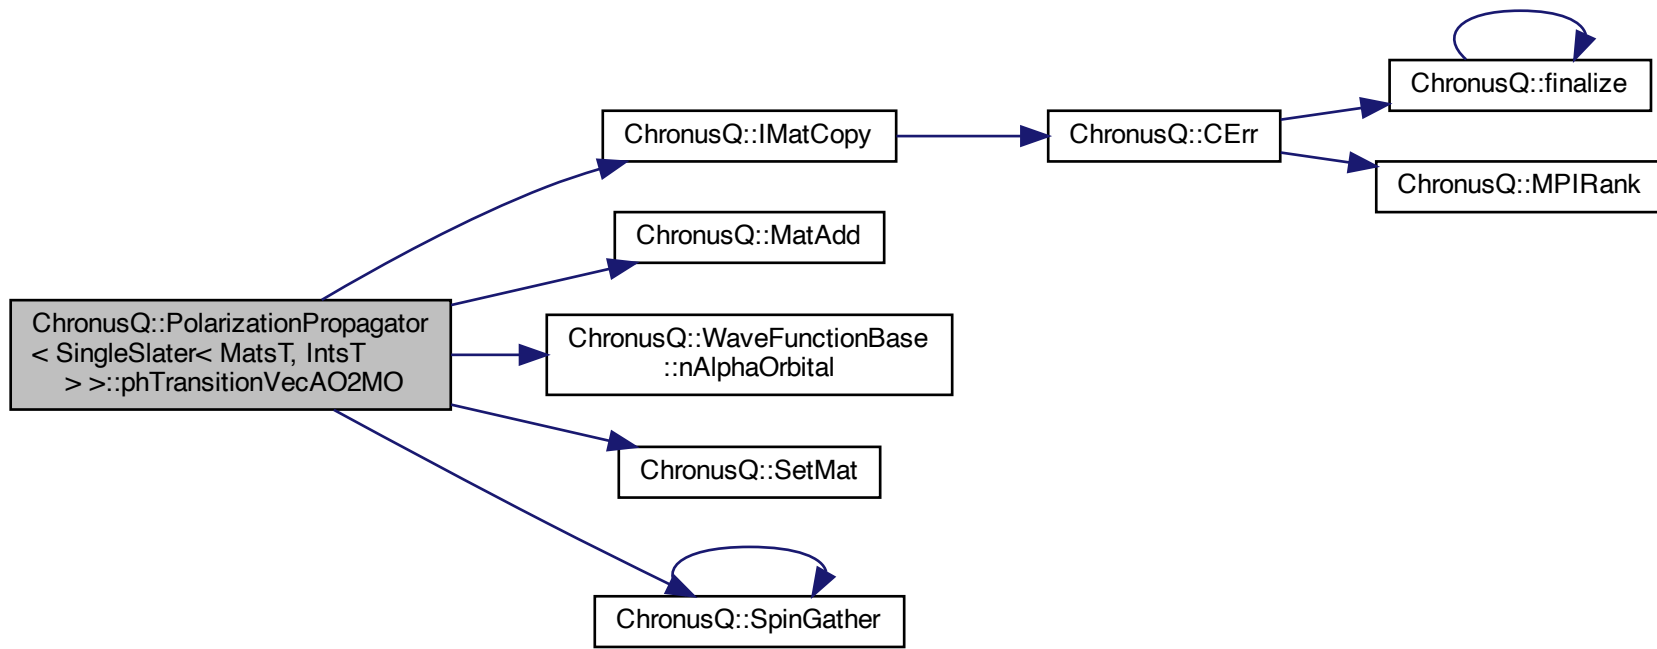 ChronusQ::finalize
ChronusQ::IMatCopy
ChronusQ::CErr
ChronusQ::MPIRank
ChronusQ::MatAdd
ChronusQ::PolarizationPropagator
< SingleSlater< MatsT, IntsT
> >::phTransitionVecAO2MO
ChronusQ::WaveFunctionBase
::nAlphaOrbital
ChronusQ::SetMat
ChronusQ::SpinGather